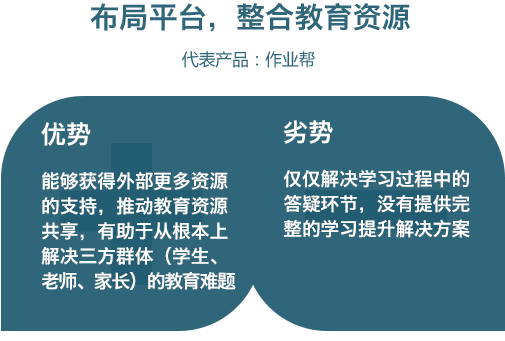 布局平台，整合教育资源
代表产品：作业帮
优势
能够获得外部更多资源
的支持，推动教育资源
共享，有助于从根本上
解决三方群体（学生、
老师、家长）的教育难题
劣势
仅仅解决学习过程中的
答疑环节，没有提供完
整的学习提升解决方案